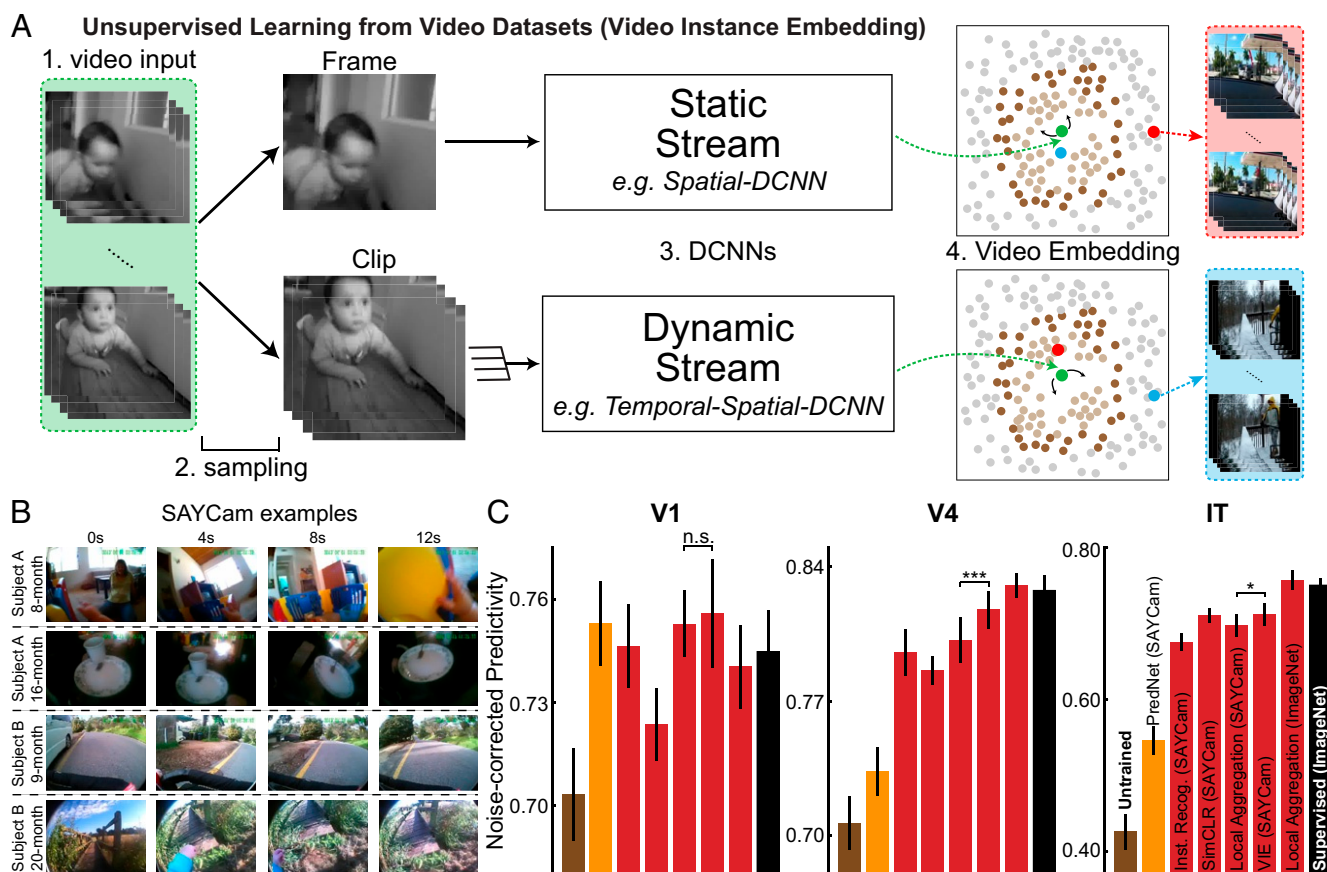 A
Unsupervised Learning from Video Datasets (Video Instance Embedding)
1. video input
Frame
Static
Stream
e.g. Spatial-DCNN
Clip
3. DCNNs
4. Video Embedding
Dynamic
Stream
e.g. Temporal-Spatial-DCNN
2. sampling
B
SAYCam examples
0s 4s 8s 12s
Subject A
8-month
Subject A
16-month
Subject B
9-month
Subject B
20-month
C
Noise-corrected Predictivity
V1
n.s.
0.76
0.73
0.70
V4
***
0.84
0.77
0.70
IT
*
0.80
0.60
0.40
Untrained
PredNet (SAYCam)
Inst. Recog. (SAYCam)
SimCLR (SAYCam)
Local Aggregation (SAYCam)
VIE (SAYCam)
Local Aggregation (ImageNet)
Supervised (ImageNet)